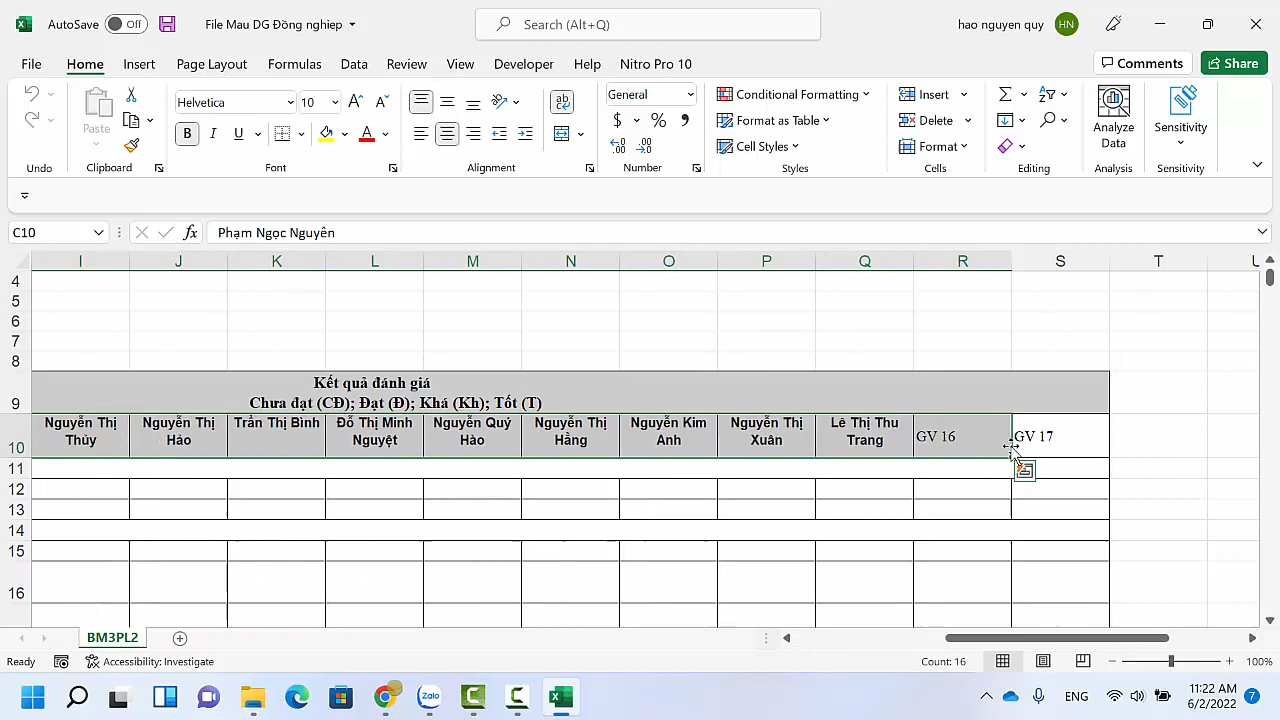 AutoSave Off File Mau DG Đồng nghiep Search (Alt+Q) hao nguyen quy HN
File Home Insert Page Layout Formulas Data Review View Developer Help Nitro Pro 10 Comments Share
Paste Helvetica 10 General Conditional Formatting Format as Table Cell Styles Insert Delete Format Analyze Data Sensitivity
Undo Clipboard Font Alignment Number Styles Cells Editing Analysis Sensitivity
C10 fx Phạm Ngọc Nguyên
I J K L M N O P Q R S T U
4
5
6
7
8
Kết quả đánh giá
9 Chưa đạt (CĐ); Đạt (Đ); Khá (Kh); Tốt (T)
10 Nguyễn Thị Thủy Nguyễn Thị Hảo Trần Thị Bình Đỗ Thị Minh Nguyệt Nguyễn Quý Hào Nguyễn Thị Hằng Nguyễn Kim Anh Nguyễn Thị Xuân Lê Thị Thu Trang GV 16 GV 17
11
12
13
14
15
16
BM3PL2
Ready Accessibility: Investigate Count: 16 100%
Zalo ENG 11:22 AM 6/2/2022 7